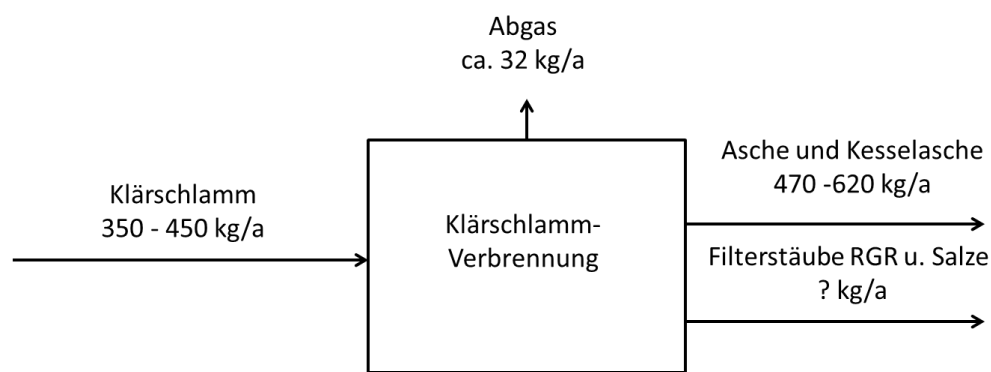 Abgas
ca. 32 kg/a
Klärschlamm
350 - 450 kg/a
Klärschlamm-
Verbrennung
Asche und Kesselasche
470 -620 kg/a
Filterstäube RGR u. Salze
? kg/a